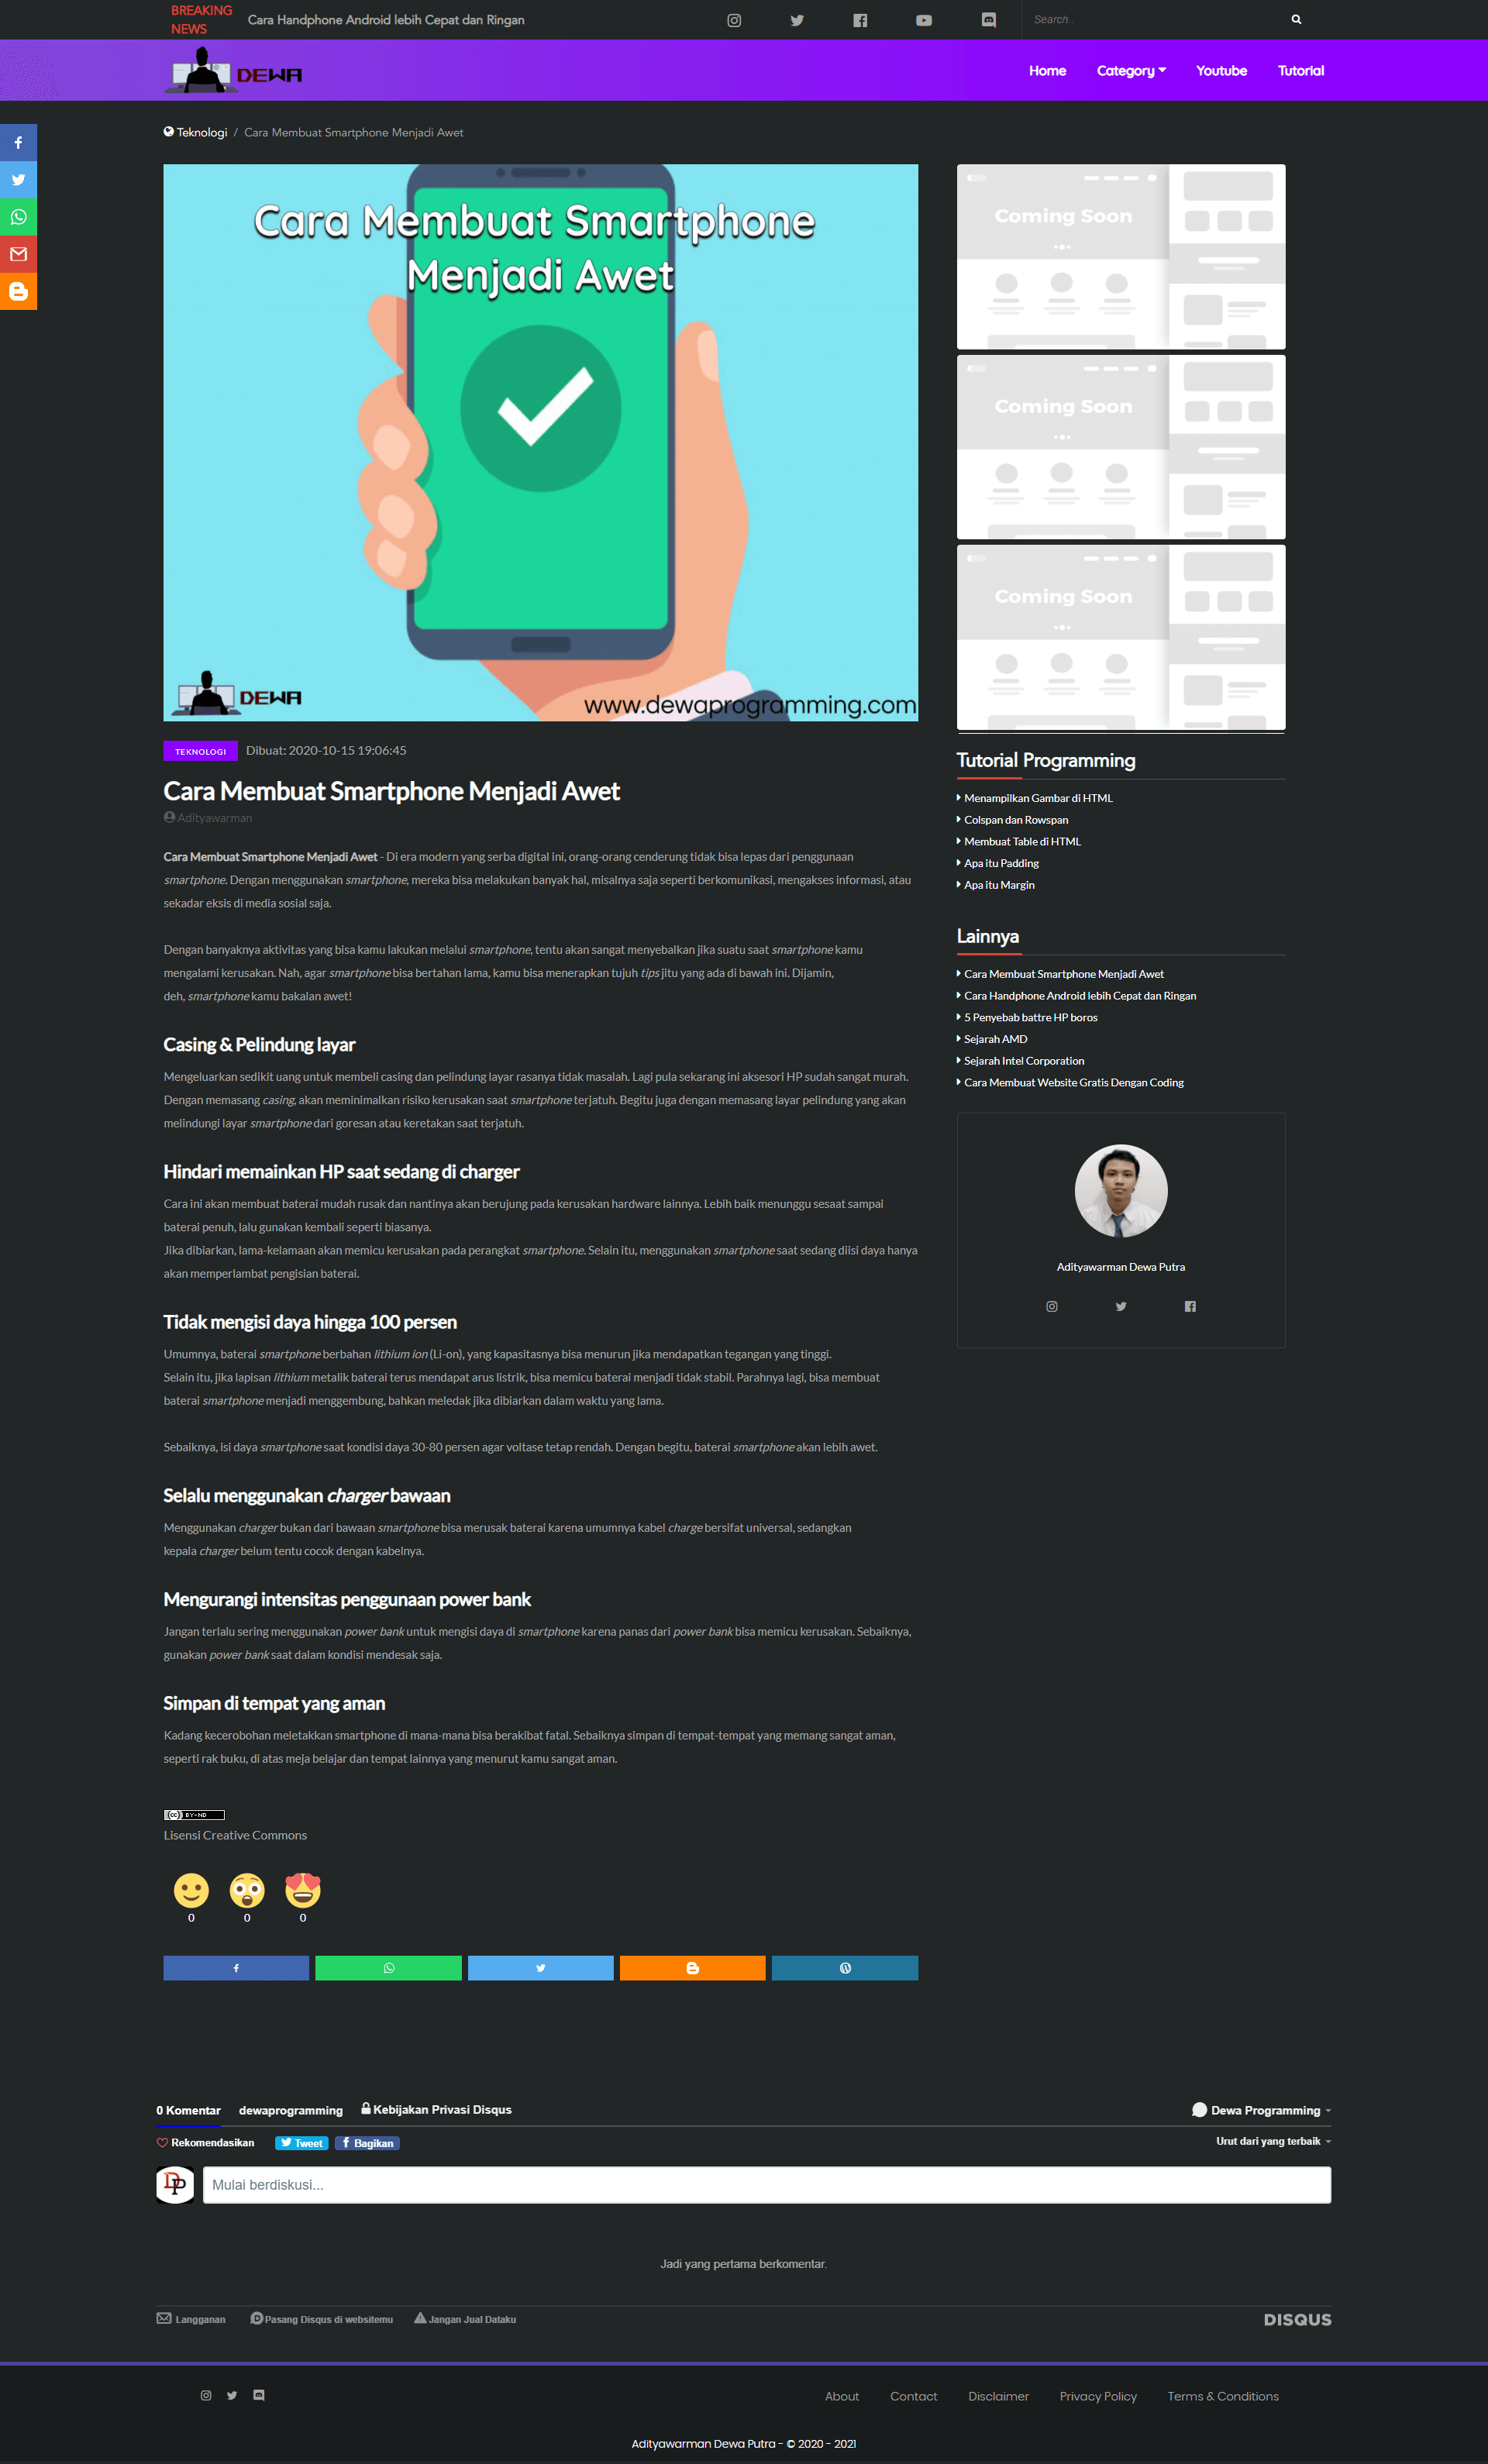 BREAKING
NEWS
Cara Handphone Android lebih Cepat dan Ringan
Search..
DEWA
Home
Category
Youtube
Tutorial
Teknologi / Cara Membuat Smartphone Menjadi Awet
Cara Membuat Smartphone
Menjadi Awet
DEWA
www.dewaprogramming.com
TEKNOLOGI
Dibuat: 2020-10-15 19:06:45
Cara Membuat Smartphone Menjadi Awet
Adityawarman
Cara Membuat Smartphone Menjadi Awet - Di era modern yang serba digital ini, orang-orang cenderung tidak bisa lepas dari penggunaan
smartphone. Dengan menggunakan smartphone, mereka bisa melakukan banyak hal, misalnya saja seperti berkomunikasi, mengakses informasi, atau
sekadar eksis di media sosial saja.
Dengan banyaknya aktivitas yang bisa kamu lakukan melalui smartphone, tentu akan sangat menyebalkan jika suatu saat smartphone kamu
mengalami kerusakan. Nah, agar smartphone bisa bertahan lama, kamu bisa menerapkan tujuh tips jitu yang ada di bawah ini. Dijamin,
deh, smartphone kamu bakalan awet!
Casing & Pelindung layar
Mengeluarkan sedikit uang untuk membeli casing dan pelindung layar rasanya tidak masalah. Lagi pula sekarang ini aksesori HP sudah sangat murah.
Dengan memasang casing, akan meminimalkan risiko kerusakan saat smartphone terjatuh. Begitu juga dengan memasang layar pelindung yang akan
melindungi layar smartphone dari goresan atau keretakan saat terjatuh.
Hindari memainkan HP saat sedang di charger
Cara ini akan membuat baterai mudah rusak dan nantinya akan berujung pada kerusakan hardware lainnya. Lebih baik menunggu sesaat sampai
baterai penuh, lalu gunakan kembali seperti biasanya.
Jika dibiarkan, lama-kelamaan akan memicu kerusakan pada perangkat smartphone. Selain itu, menggunakan smartphone saat sedang diisi daya hanya
akan memperlambat pengisian baterai.
Tidak mengisi daya hingga 100 persen
Umumnya, baterai smartphone berbahan lithium ion (Li-on), yang kapasitasnya bisa menurun jika mendapatkan tegangan yang tinggi.
Selain itu, jika lapisan lithium metalik baterai terus mendapat arus listrik, bisa memicu baterai menjadi tidak stabil. Parahnya lagi, bisa membuat
baterai smartphone menjadi menggembung, bahkan meledak jika dibiarkan dalam waktu yang lama.
Sebaiknya, isi daya smartphone saat kondisi daya 30-80 persen agar voltase tetap rendah. Dengan begitu, baterai smartphone akan lebih awet.
Selalu menggunakan charger bawaan
Menggunakan charger bukan dari bawaan smartphone bisa merusak baterai karena umumnya kabel charge bersifat universal, sedangkan
kepala charger belum tentu cocok dengan kabelnya.
Mengurangi intensitas penggunaan power bank
Jangan terlalu sering menggunakan power bank untuk mengisi daya di smartphone karena panas dari power bank bisa memicu kerusakan. Sebaiknya,
gunakan power bank saat dalam kondisi mendesak saja.
Simpan di tempat yang aman
Kadang kecerobohan meletakkan smartphone di mana-mana bisa berakibat fatal. Sebaiknya simpan di tempat-tempat yang memang sangat aman,
seperti rak buku, di atas meja belajar dan tempat lainnya yang menurut kamu sangat aman.
cc BY-ND
Lisensi Creative Commons
0
0
0
Coming Soon
Coming Soon
Coming Soon
Tutorial Programming
Menampilkan Gambar di HTML
Colspan dan Rowspan
Membuat Table di HTML
Apa itu Padding
Apa itu Margin
Lainnya
Cara Membuat Smartphone Menjadi Awet
Cara Handphone Android lebih Cepat dan Ringan
5 Penyebab battre HP boros
Sejarah AMD
Sejarah Intel Corporation
Cara Membuat Website Gratis Dengan Coding
Adityawarman Dewa Putra
0 Komentar
dewaprogramming
Kebijakan Privasi Disqus
Dewa Programming
Rekomendasikan
Tweet
Bagikan
Urut dari yang terbaik
DP
Mulai berdiskusi...
Jadi yang pertama berkomentar.
Langganan
Pasang Disqus di websitemu
Jangan Jual Dataku
DISQUS
About
Contact
Disclaimer
Privacy Policy
Terms & Conditions
Adityawarman Dewa Putra - © 2020 - 2021